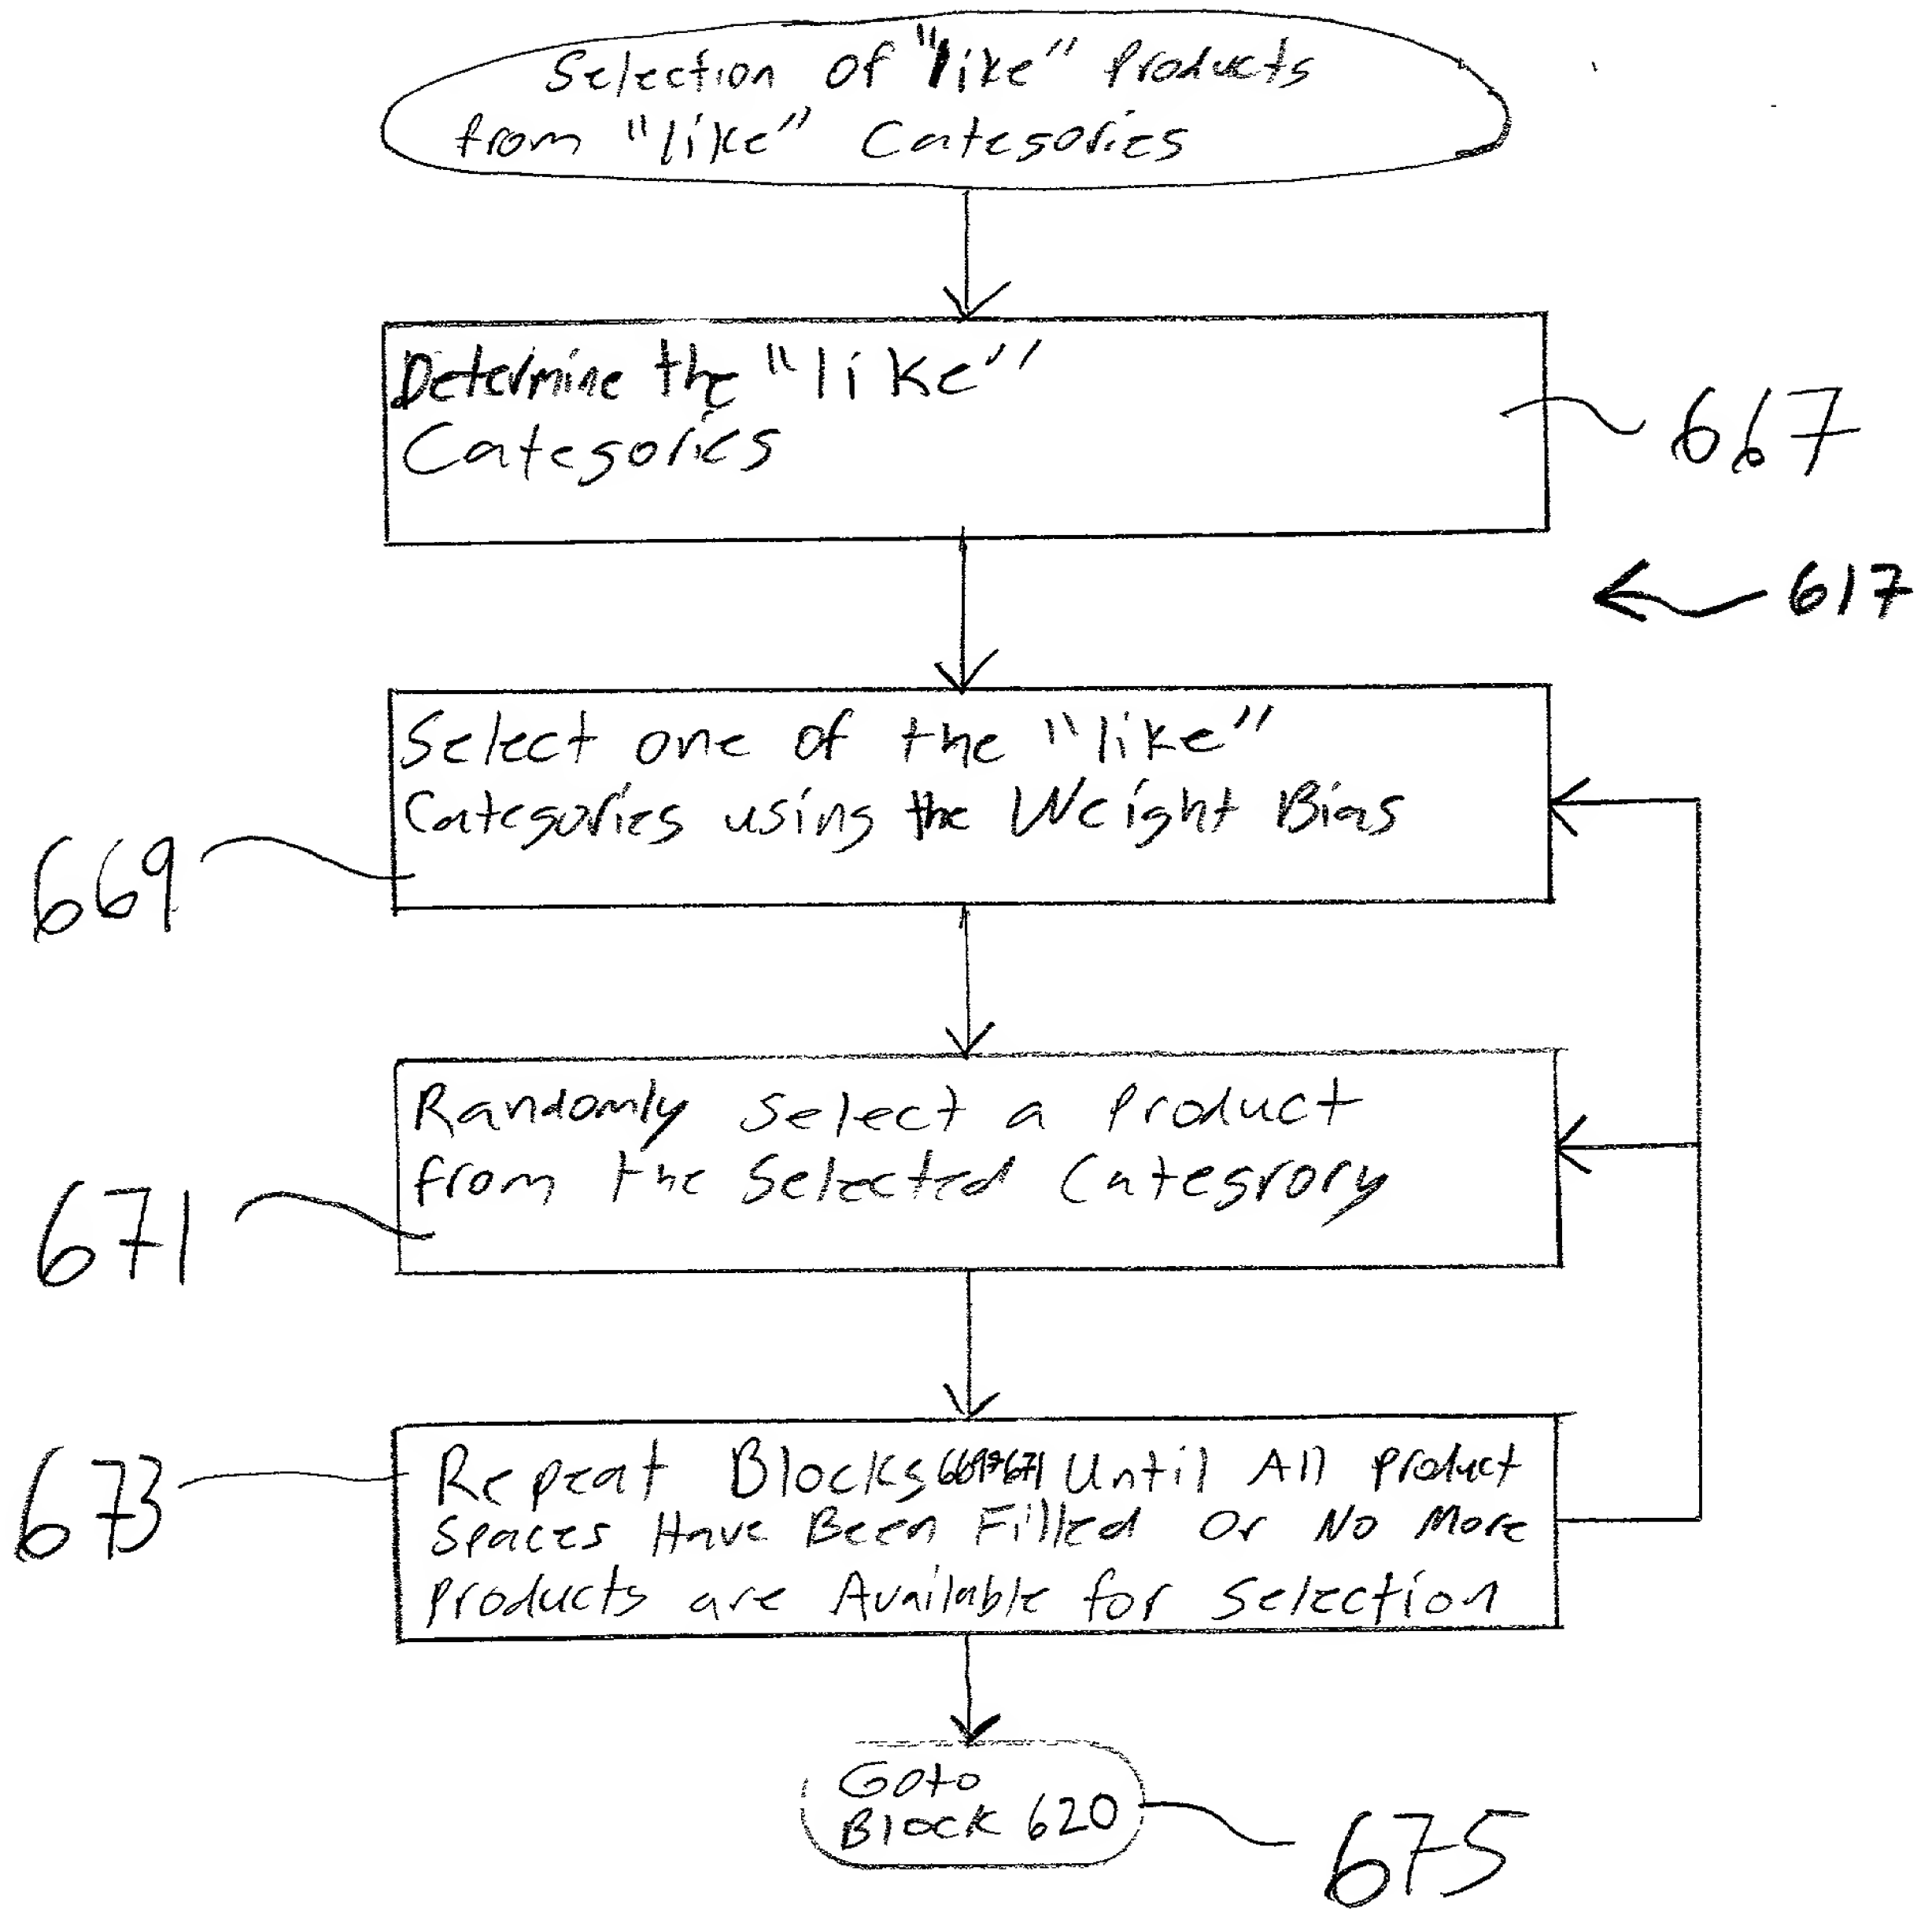 Selection of "like" Products
from "like" Categories
Determine the "like"
Categories
667
617
Select one of the "like"
Categories using the Weight Bias
669
Randomly Select a Product
from the Selected Categrory
671
673
Repeat Blocks 669+671 Until All Product
Spaces Have Been Filled Or No More
Products are Available for Selection
Goto
Block 620
675